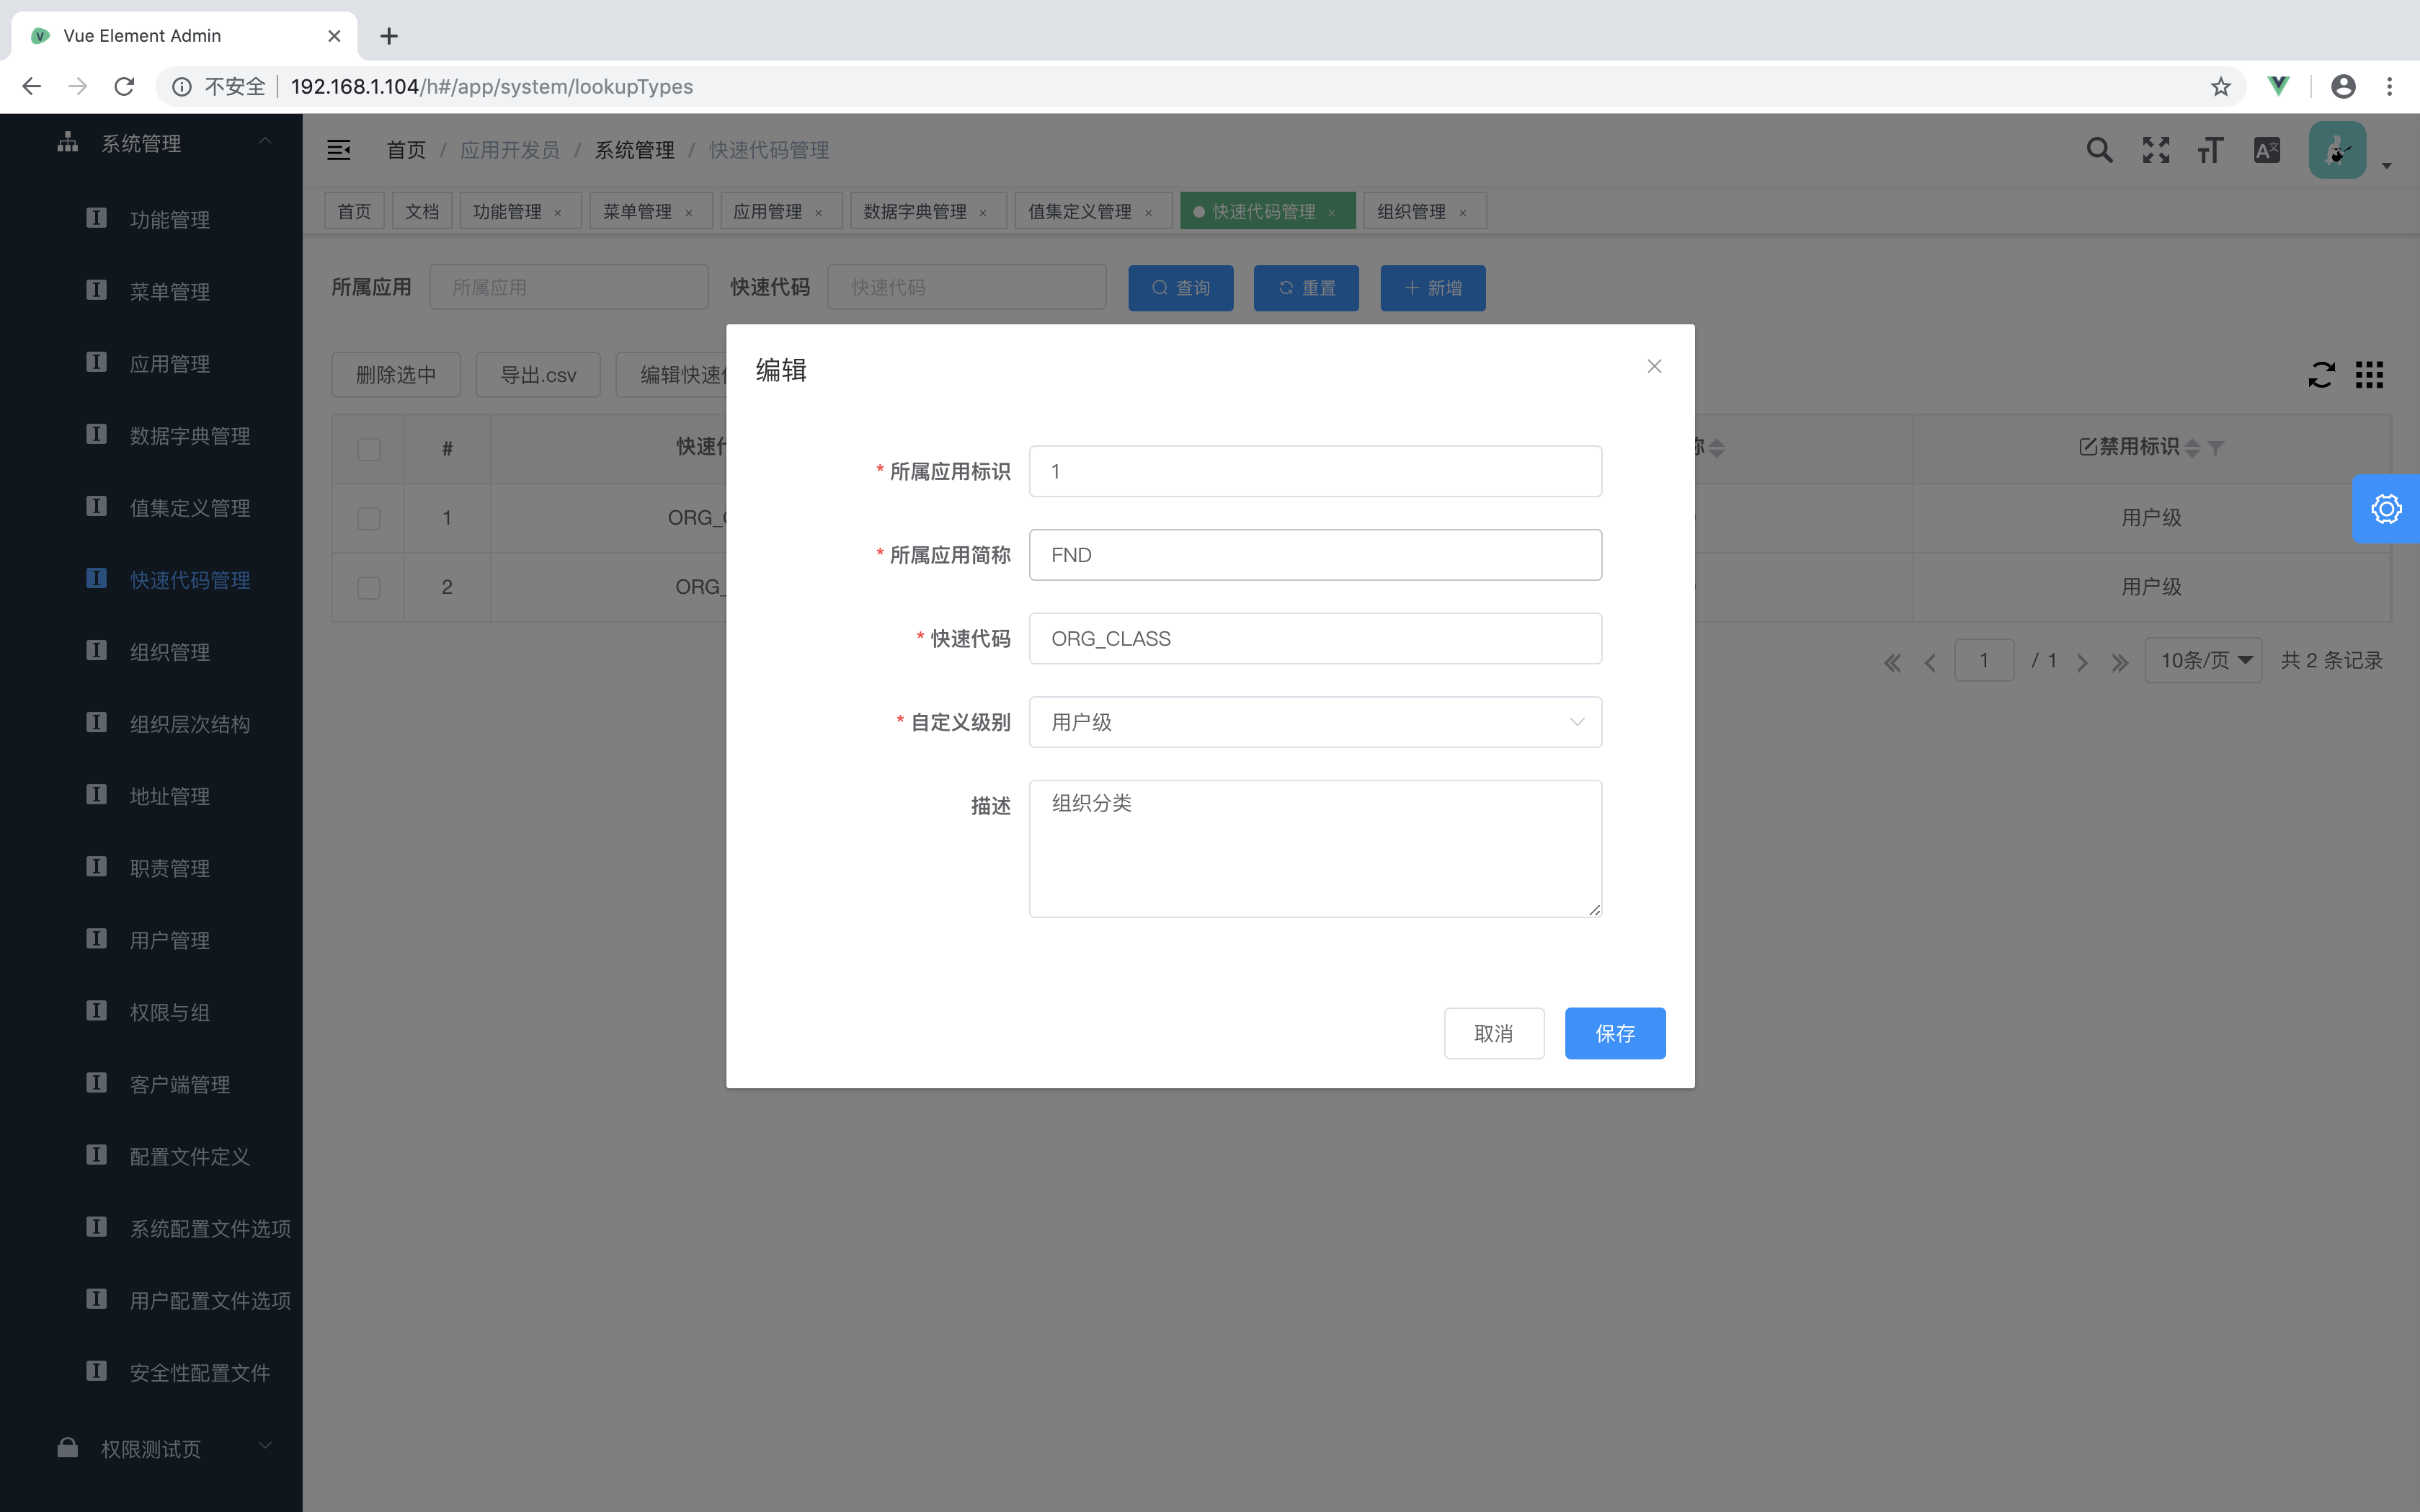 Vue Element Admin
不安全 192.168.1.104/h#/app/system/lookupTypes
系统管理
功能管理
菜单管理
应用管理
数据字典管理
值集定义管理
快速代码管理
组织管理
组织层次结构
地址管理
职责管理
用户管理
权限与组
客户端管理
配置文件定义
系统配置文件选项
用户配置文件选项
安全性配置文件
权限测试页
首页 / 应用开发员 / 系统管理 / 快速代码管理
首页 文档 功能管理 × 菜单管理 × 应用管理 × 数据字典管理 × 值集定义管理 × 快速代码管理 × 组织管理 ×
所属应用 所属应用 快速代码 快速代码 查询 重置 新增
删除选中 导出.csv 编辑快速
# 快速 禁用标识
1 ORG_ 用户级
2 ORG_ 用户级
1 / 1 10条/页 共 2 条记录
编辑
* 所属应用标识 1
* 所属应用简称 FND
* 快速代码 ORG_CLASS
* 自定义级别 用户级
描述 组织分类
取消 保存